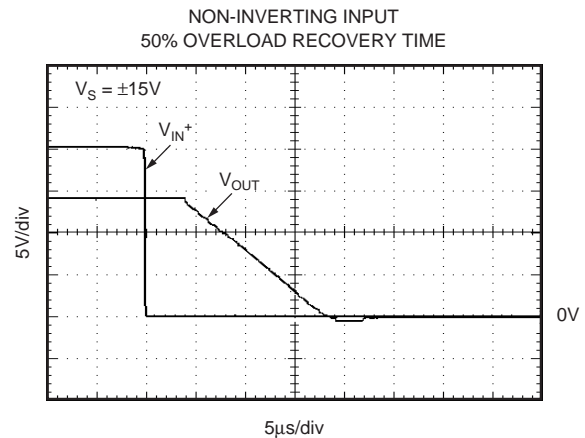 NON-INVERTING INPUT
50% OVERLOAD RECOVERY TIME
VS = ±15V
VIN+
VOUT
5V/div
0V
5µs/div